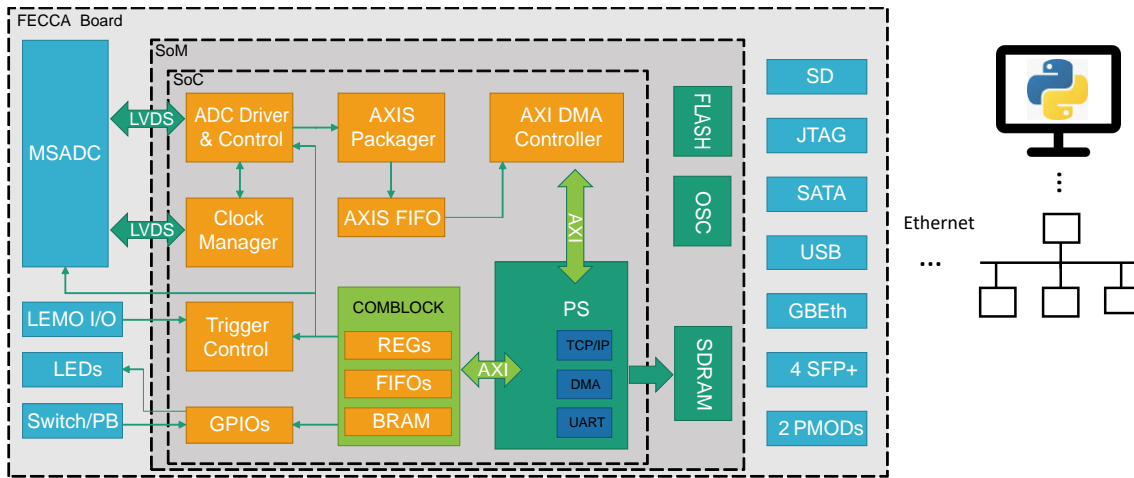 FECCA Board
SoM
SoC
MSADC
LVDS
ADC Driver
& Control
AXIS
Packager
AXI DMA
Controller
FLASH
SD
JTAG
LVDS
Clock
Manager
AXIS FIFO
AXI
OSC
SATA
USB
Ethernet
...
...
LEMO I/O
Trigger
Control
COMBLOCK
REGs
FIFOs
BRAM
AXI
PS
TCP/IP
DMA
UART
SDRAM
GBEth
4 SFP+
2 PMODs
LEDs
Switch/PB
GPIOs